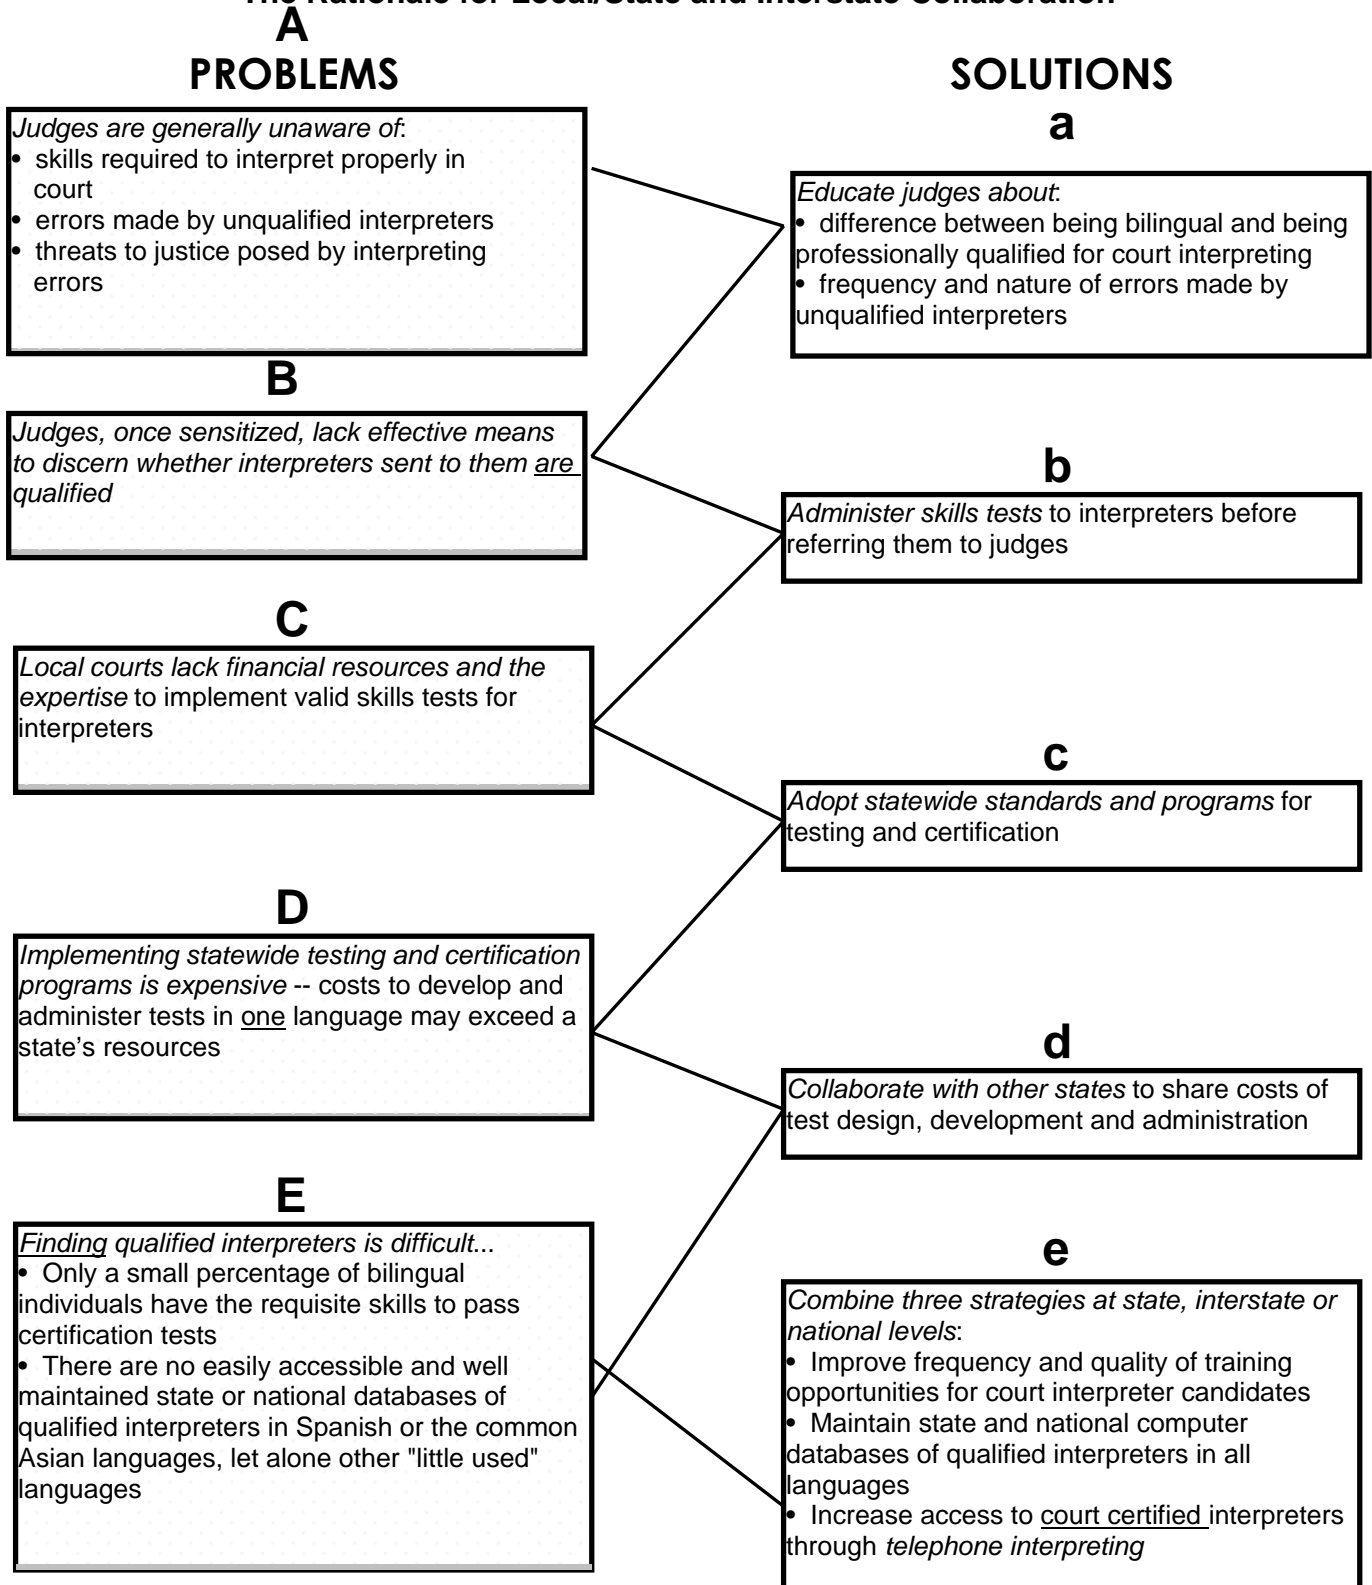 The Rationale for Local/State and Interstate Collaboration
A
PROBLEMS
Judges are generally unaware of:
• skills required to interpret properly in
court
• errors made by unqualified interpreters
• threats to justice posed by interpreting
errors
B
Judges, once sensitized, lack effective means
to discern whether interpreters sent to them are
qualified
C
Local courts lack financial resources and the
expertise to implement valid skills tests for
interpreters
D
Implementing statewide testing and certification
programs is expensive -- costs to develop and
administer tests in one language may exceed a
state's resources
E
Finding qualified interpreters is difficult...
• Only a small percentage of bilingual
individuals have the requisite skills to pass
certification tests
• There are no easily accessible and well
maintained state or national databases of
qualified interpreters in Spanish or the common
Asian languages, let alone other "little used"
languages
SOLUTIONS
a
Educate judges about:
• difference between being bilingual and being
professionally qualified for court interpreting
• frequency and nature of errors made by
unqualified interpreters
b
Administer skills tests to interpreters before
referring them to judges
c
Adopt statewide standards and programs for
testing and certification
d
Collaborate with other states to share costs of
test design, development and administration
e
Combine three strategies at state, interstate or
national levels:
• Improve frequency and quality of training
opportunities for court interpreter candidates
• Maintain state and national computer
databases of qualified interpreters in all
languages
• Increase access to court certified interpreters
through telephone interpreting